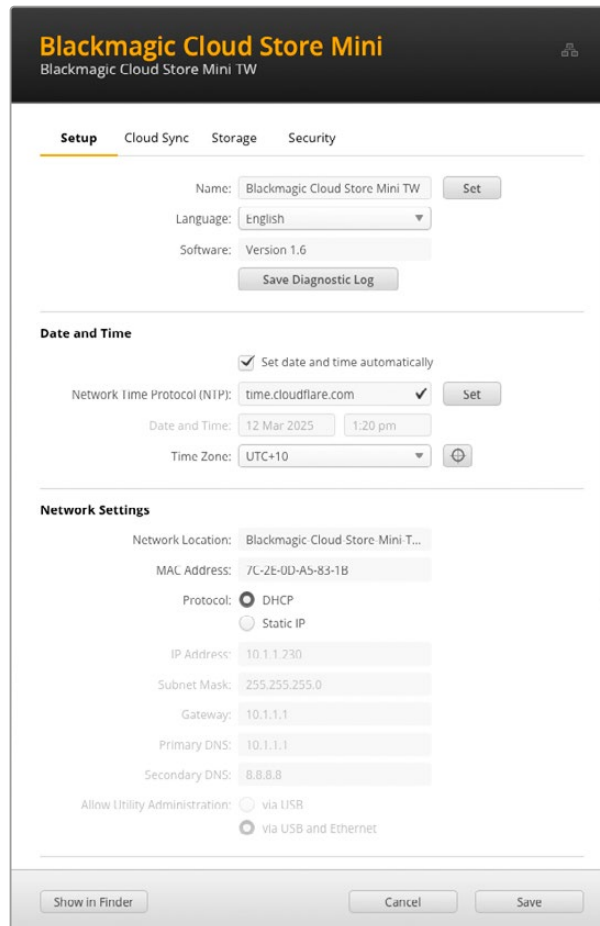 Blackmagic Cloud Store Mini
Blackmagic Cloud Store Mini TW
Setup Cloud Sync Storage Security
Name: Blackmagic Cloud Store Mini TW Set
Language: English
Software: Version 1.6
Save Diagnostic Log
Date and Time
Set date and time automatically
Network Time Protocol (NTP): time.cloudflare.com Set
Date and Time: 12 Mar 2025 1:20 pm
Time Zone: UTC+10
Network Settings
Network Location: Blackmagic-Cloud-Store-Mini-T...
MAC Address: 7C-2E-0D-A5-83-1B
Protocol: DHCP
Static IP
IP Address: 10.1.1.230
Subnet Mask: 255.255.255.0
Gateway: 10.1.1.1
Primary DNS: 10.1.1.1
Secondary DNS: 8.8.8.8
Allow Utility Administration: via USB
via USB and Ethernet
Show in Finder Cancel Save